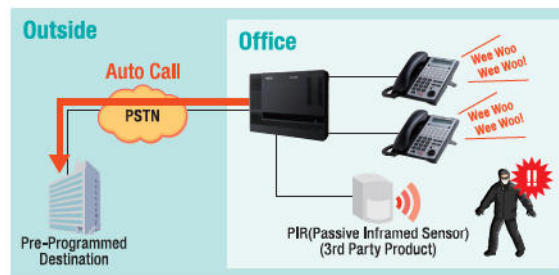 Outside
Office
Auto Call
PSTN
Wee Woo
Wee Woo!
Wee Woo
Wee Woo!
!!
PIR(Passive Inframed Sensor)
(3rd Party Product)
Pre-Programmed
Destination